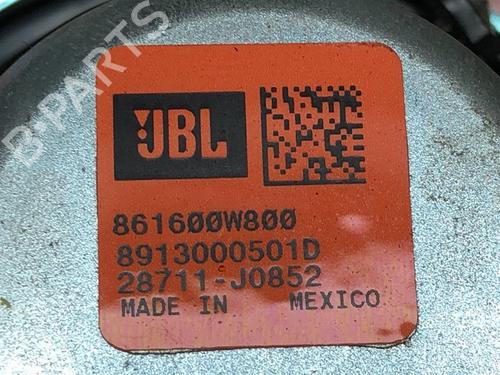 B-PARTS
JBL
861600W800
8913000501D
28711-J0852
MADE IN MEXICO